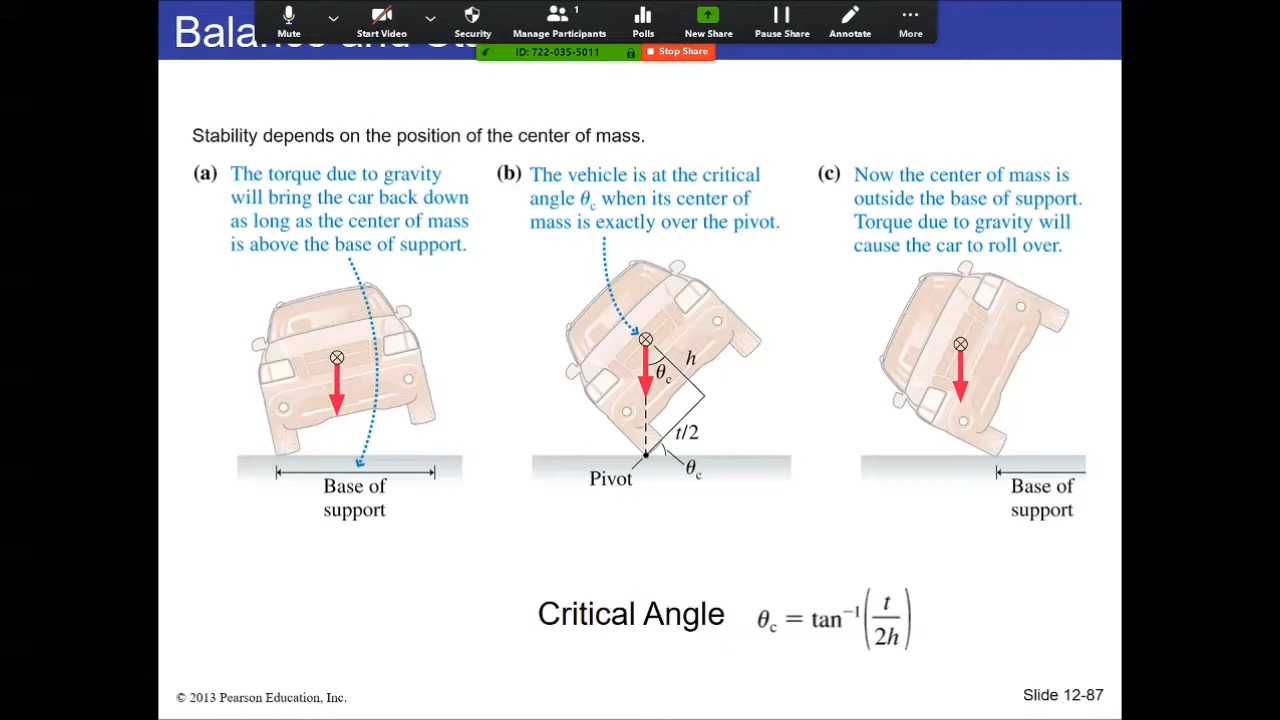 Mute
Start Video
Security
Manage Participants
1
Polls
New Share
Pause Share
Annotate
More
ID: 722-035-5011
Stop Share
Stability depends on the position of the center of mass.
(a) The torque due to gravity
will bring the car back down
as long as the center of mass
is above the base of support.
(b) The vehicle is at the critical
angle θc when its center of
mass is exactly over the pivot.
(c) Now the center of mass is
outside the base of support.
Torque due to gravity will
cause the car to roll over.
h
θc
t/2
θc
Pivot
Base of
support
Base of
support
Critical Angle θc = tan⁻¹(t/2h)
© 2013 Pearson Education, Inc.
Slide 12-87